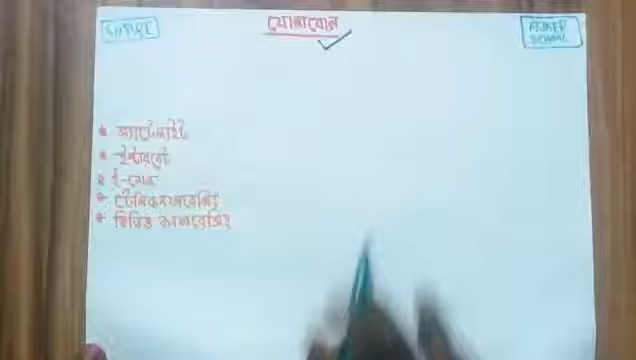 যোগাযোগ
* স্যাটেলাইট
* ইন্টারনেট
* ই-মেইল
* টেলিকনফারেন্সিং
* ভিডিও কনফারেন্সিং